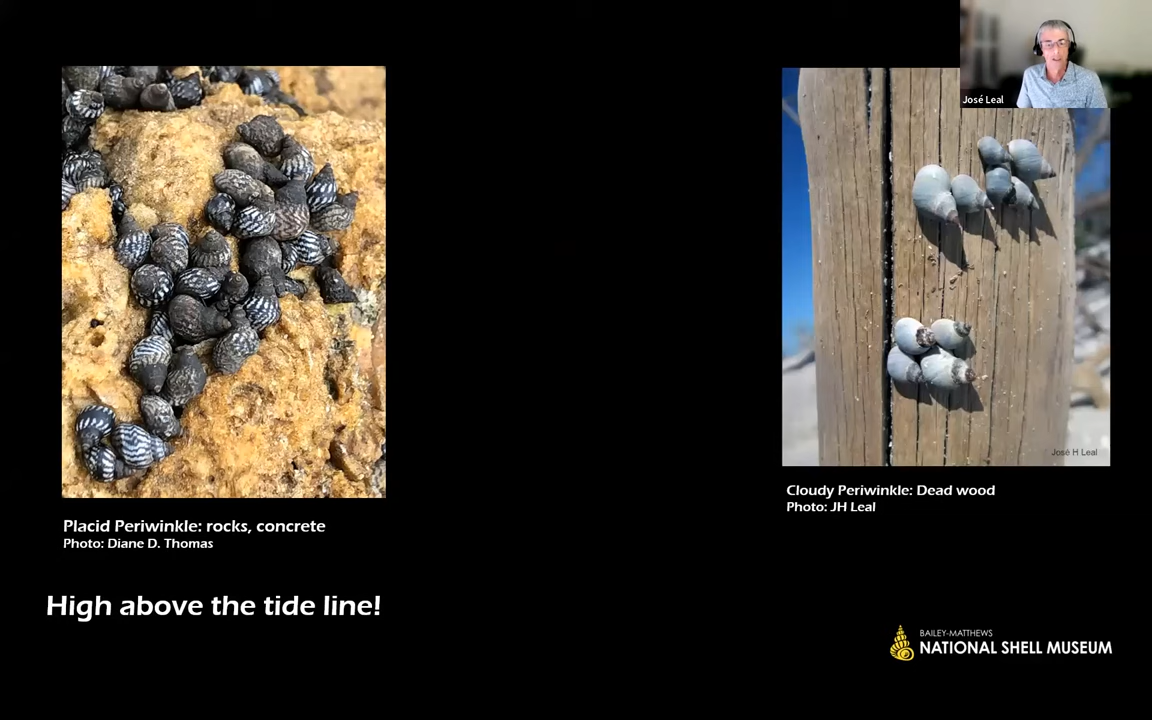 José Leal
José H Leal
Placid Periwinkle: rocks, concrete
Photo: Diane D. Thomas
Cloudy Periwinkle: Dead wood
Photo: JH Leal
High above the tide line!
BAILEY-MATTHEWS
NATIONAL SHELL MUSEUM